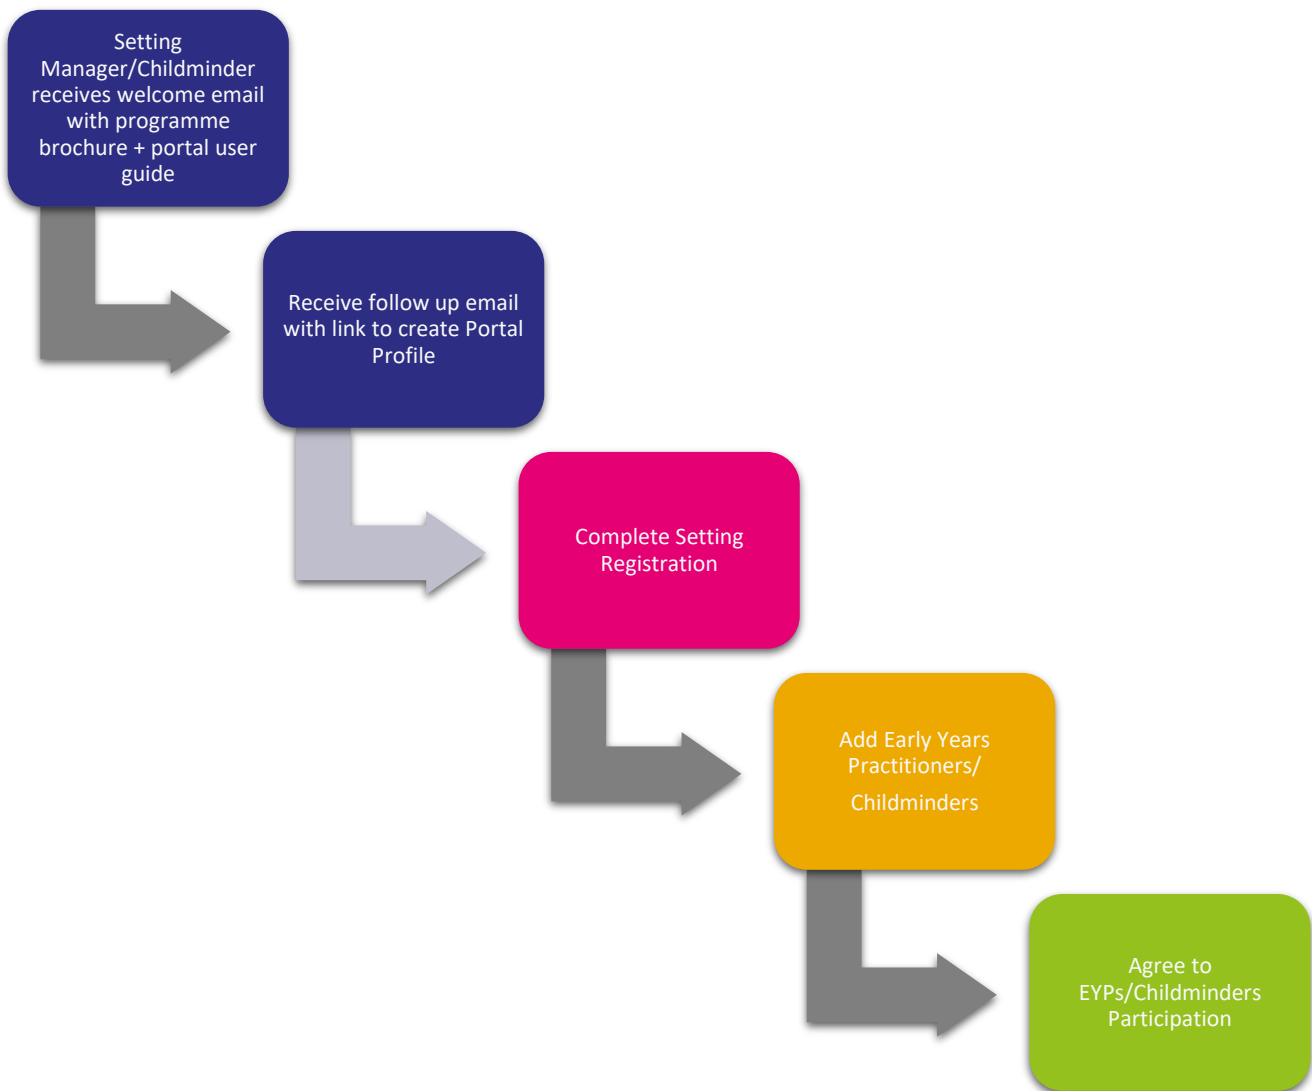 Setting
Manager/Childminder
receives welcome email
with programme
brochure + portal user
guide
Receive follow up email
with link to create Portal
Profile
Complete Setting
Registration
Add Early Years
Practitioners/
Childminders
Agree to
EYPs/Childminders
Participation